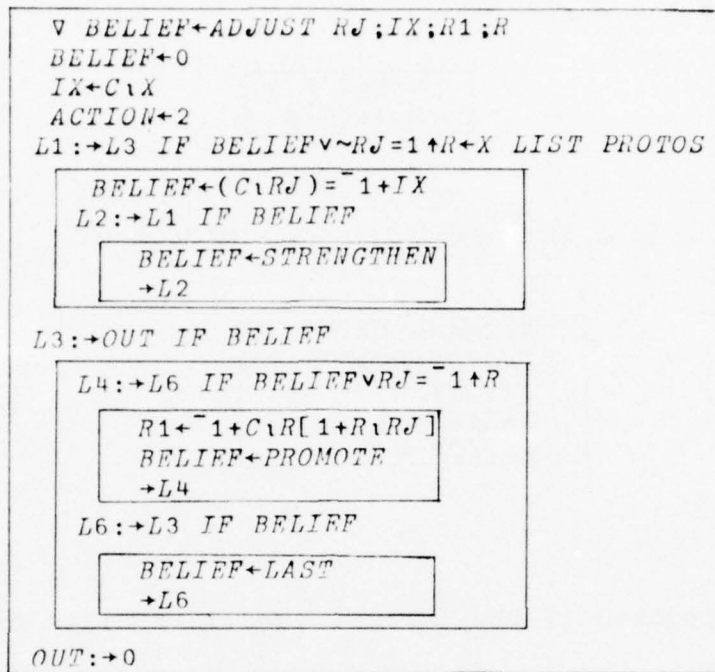 ∇ BELIEF←ADJUST RJ;IX;R1;R
BELIEF←0
IX←C⍳X
ACTION←2
L1:→L3 IF BELIEF∨~RJ=1↑R←X LIST PROTOS
BELIEF←(C⍳RJ)=¯1+IX
L2:→L1 IF BELIEF
BELIEF←STRENGTHEN
→L2
L3:→OUT IF BELIEF
L4:→L6 IF BELIEF∨RJ=¯1↑R
R1←¯1+C⍳R[1+R⍳RJ]
BELIEF←PROMOTE
→L4
L6:→L3 IF BELIEF
BELIEF←LAST
→L6
OUT:→0